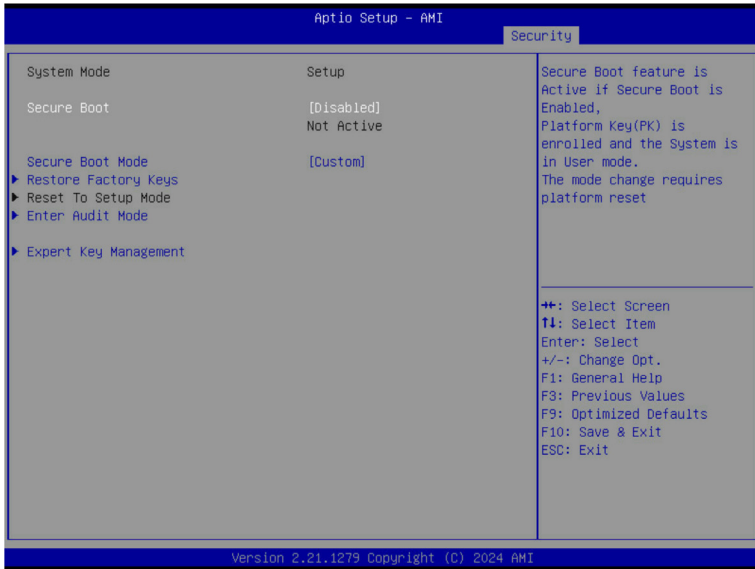 Aptio Setup – AMI
Security
System Mode Setup
Secure Boot [Disabled]
Not Active
Secure Boot Mode [Custom]
Restore Factory Keys
Reset To Setup Mode
Enter Audit Mode
Expert Key Management
Secure Boot feature is
Active if Secure Boot is
Enabled,
Platform Key(PK) is
enrolled and the System is
in User mode.
The mode change requires
platform reset
→←: Select Screen
↑↓: Select Item
Enter: Select
+/-: Change Opt.
F1: General Help
F3: Previous Values
F9: Optimized Defaults
F10: Save & Exit
ESC: Exit
Version 2.21.1279 Copyright (C) 2024 AMI